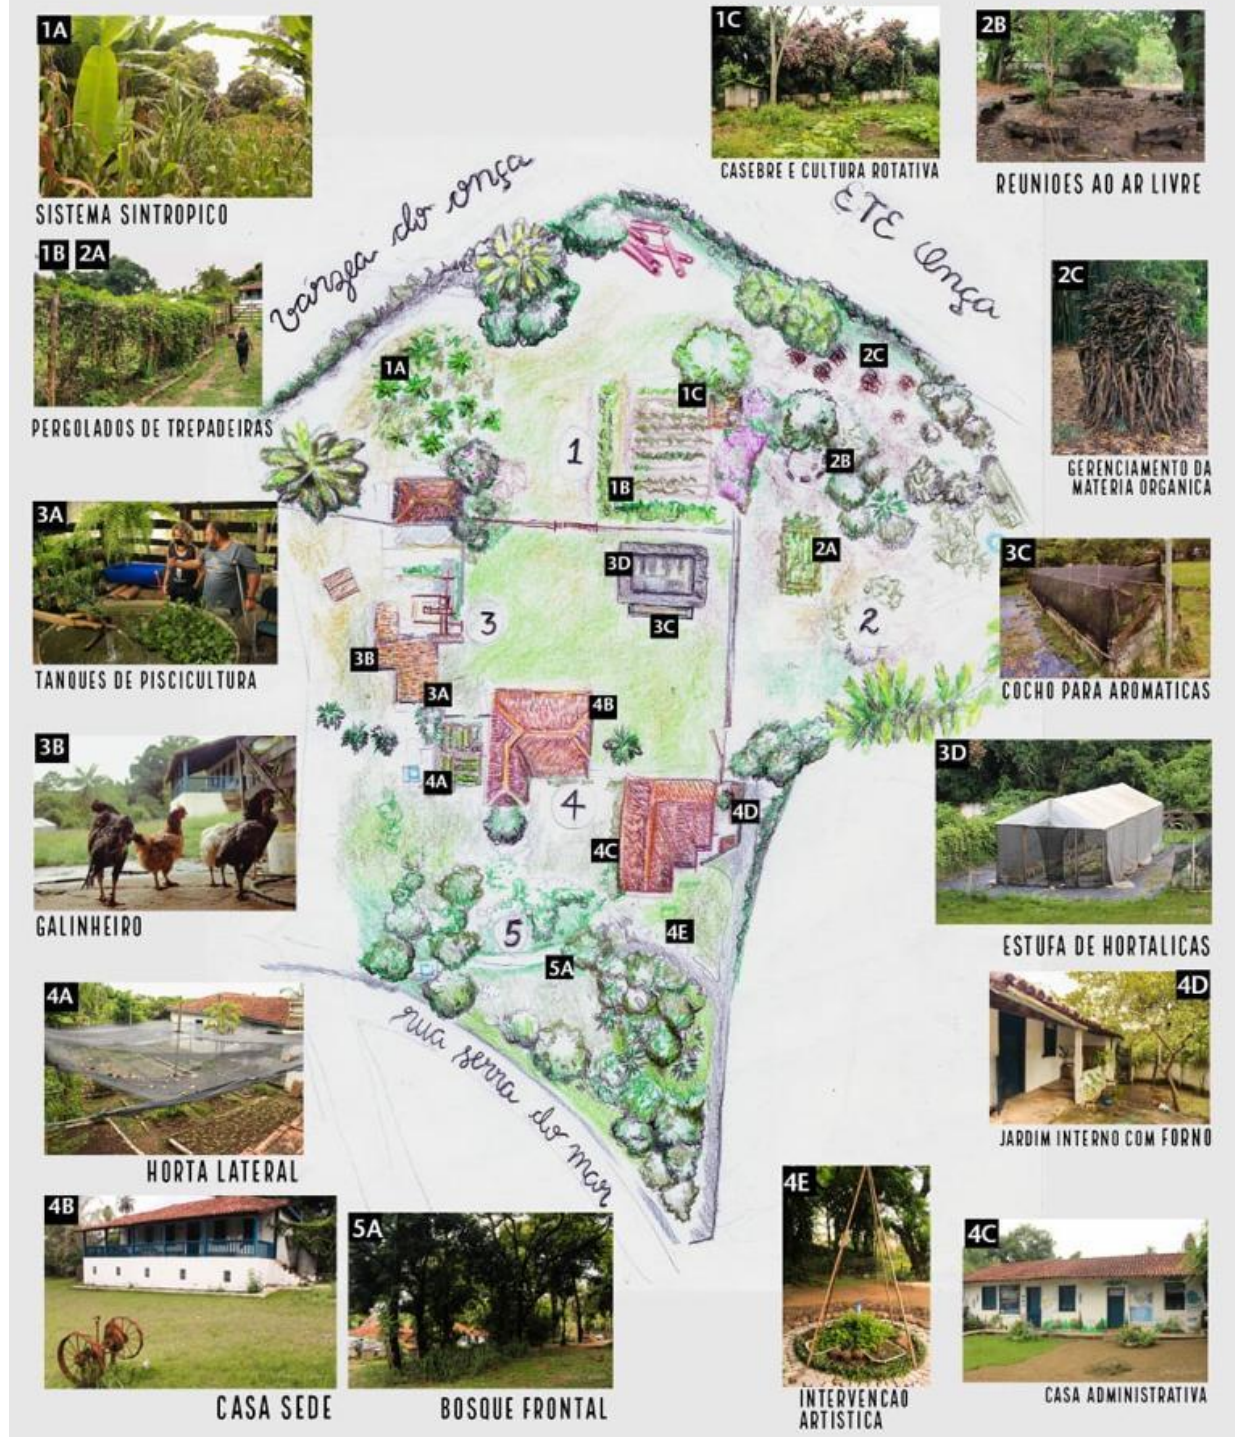 1A
SISTEMA SINTROPICO
1B 2A
PERGOLADOS DE TREPADEIRAS
3A
TANQUES DE PISCICULTURA
3B
GALINHEIRO
4A
HORTA LATERAL
4B
CASA SEDE
5A
BOSQUE FRONTAL
1C
CASEBRE E CULTURA ROTATIVA
2B
REUNIOES AO AR LIVRE
2C
GERENCIAMENTO DA
MATERIA ORGANICA
3C
COCHO PARA AROMATICAS
3D
ESTUFA DE HORTALICAS
4D
JARDIM INTERNO COM FORNO
4E
INTERVENCAO
ARTISTICA
4C
CASA ADMINISTRATIVA
várzea do onça
ETE Onça
1A
2C
1C
1
2B
1B
2A
3D
3
3C
2
3B
3A
4B
4A
4
4D
4C
5
4E
5A
rua serra do mar